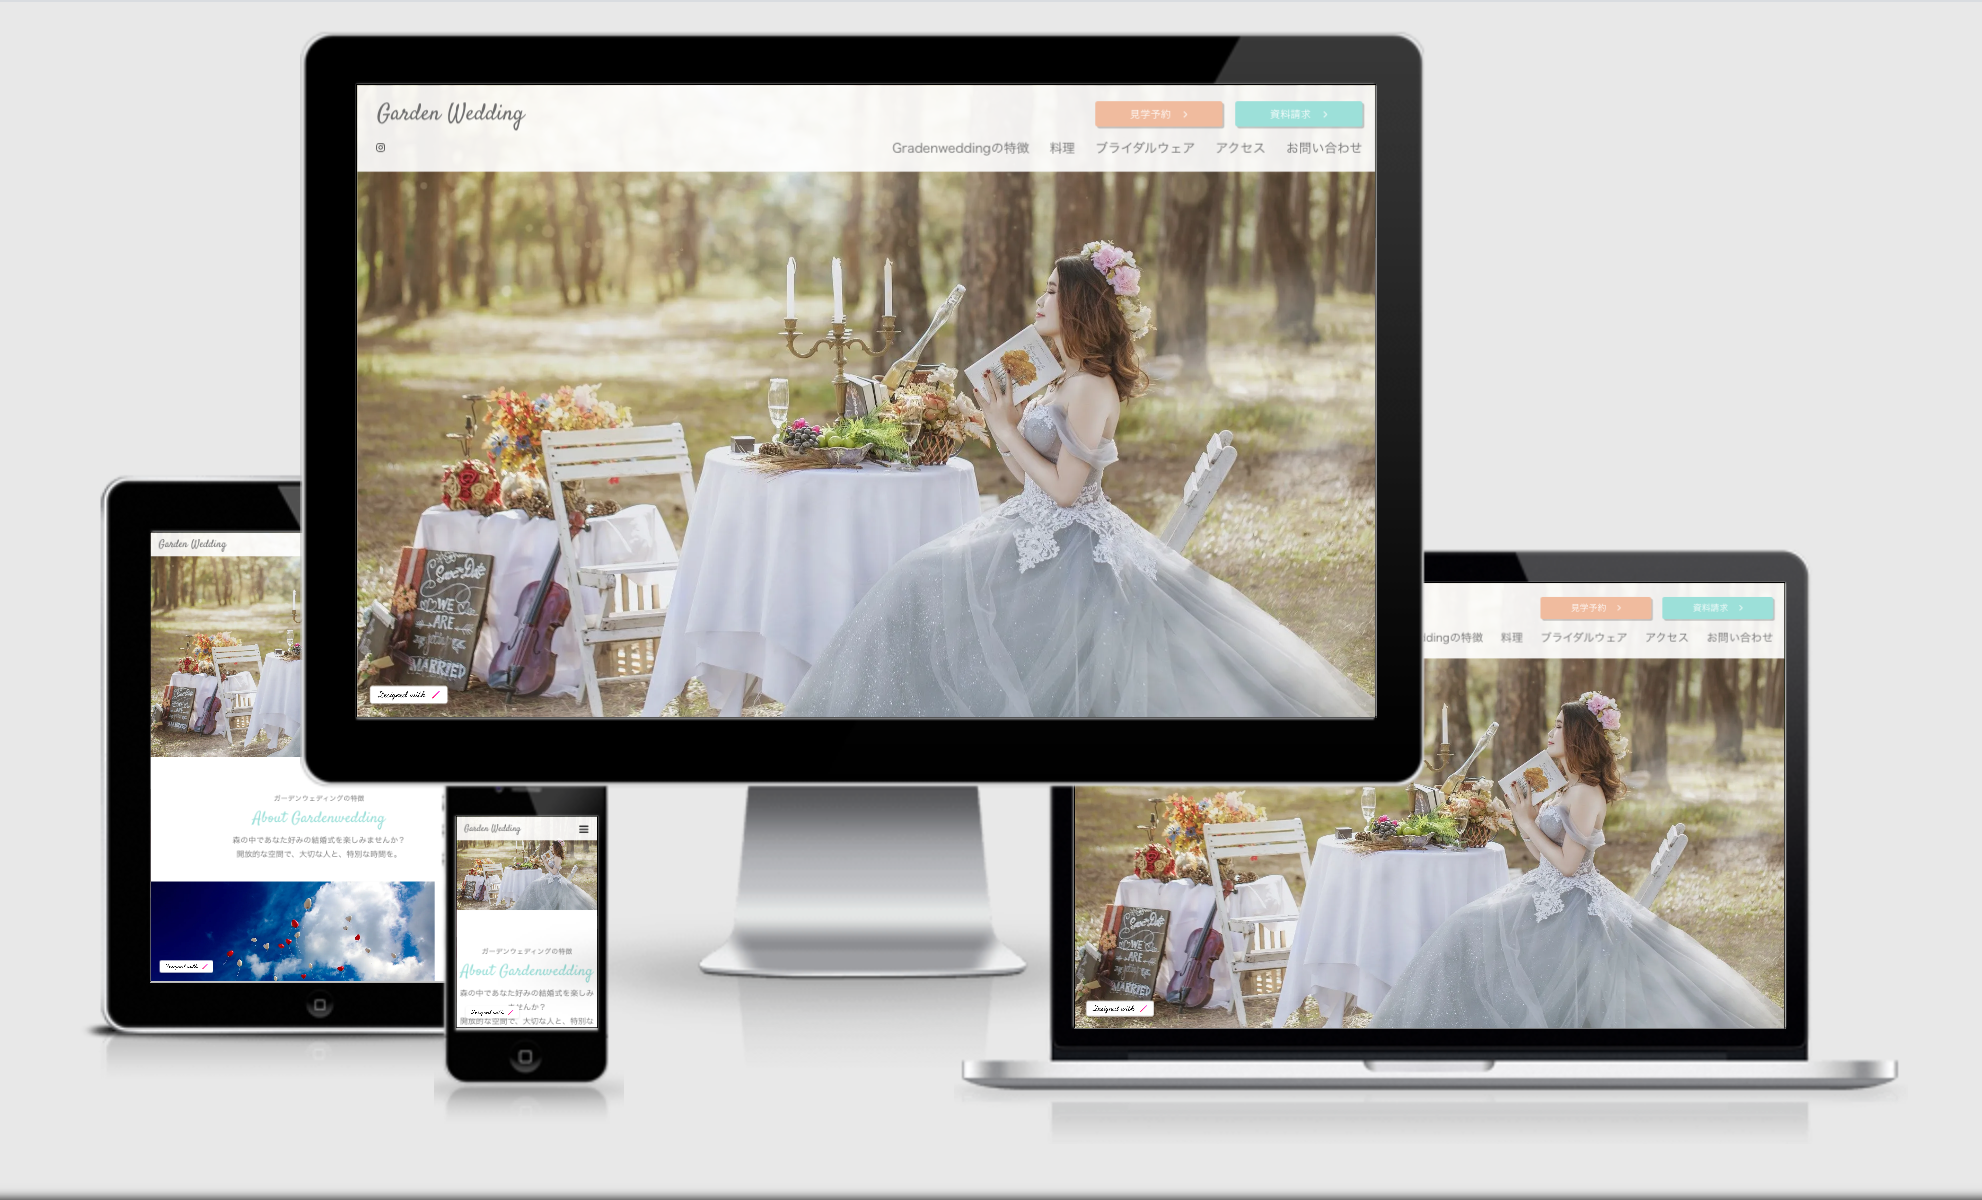 Garden Wedding
見学予約 >
資料請求 >
Gradenweddingの特徴 料理 ブライダルウェア アクセス お問い合わせ
Save the Date
WE
ARE
getting
MARRIED
Designed with
Garden Wedding
ガーデンウェディングの特徴
About Gardenwedding
森の中であなた好みの結婚式を楽しみませんか？
開放的な空間で、大切な人と、特別な時間を。
Designed with
Garden Wedding
ガーデンウェディングの特徴
About Gardenwedding
森の中であなた好みの結婚式を楽しみ
ませんか？
Designed with
開放的な空間で、大切な人と、特別な
見学予約 >
資料請求 >
ddingの特徴 料理 ブライダルウェア アクセス お問い合わせ
Save the Date
WE
ARE
getting
MARRIED
Designed with